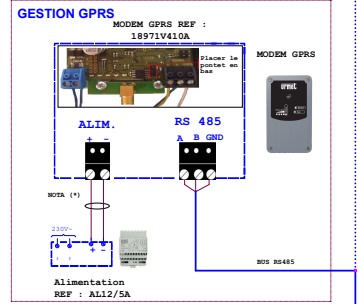 GESTION GPRS
MODEM GPRS REF :
18971V410A
Placer le
pontet en
bas
MODEM GPRS
urmet
ALIM.
RS 485
+ -
A B GND
NOTA (*)
230V~
+ -
BUS RS485
Alimentation
REF : AL12/5A